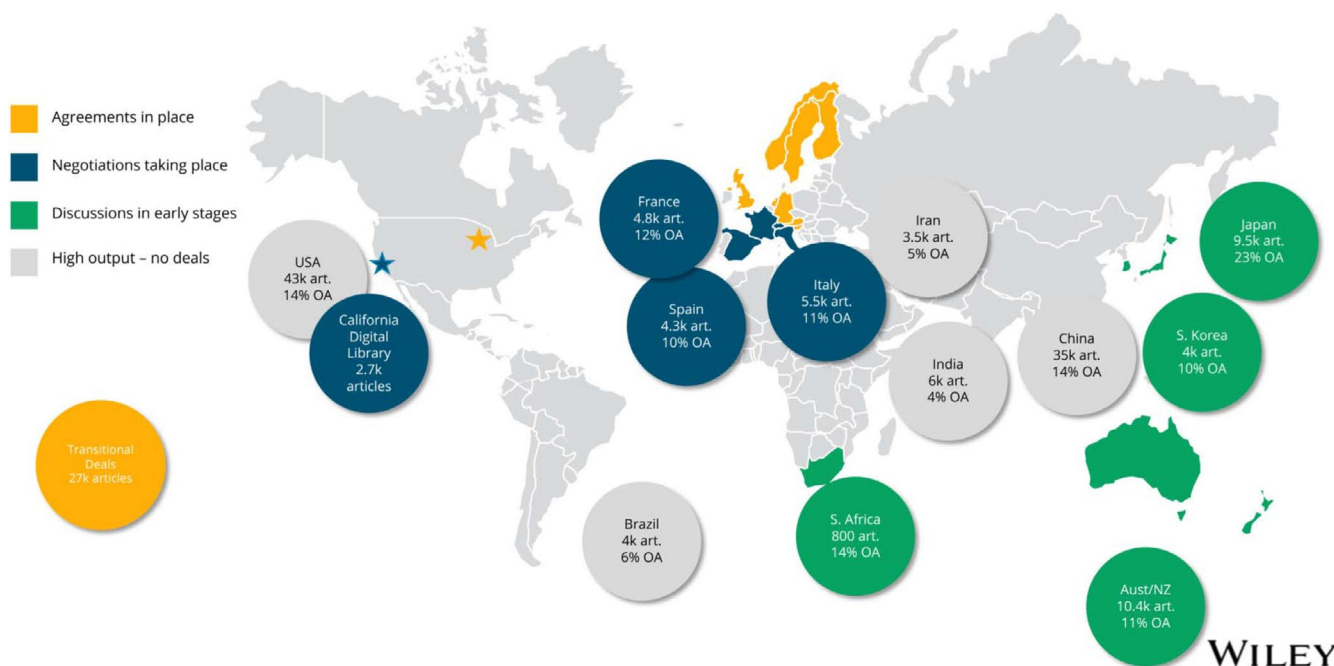 Agreements in place
Negotiations taking place
Discussions in early stages
High output – no deals
USA
43k art.
14% OA
California
Digital
Library
2.7k
articles
Transitional
Deals
27k articles
France
4.8k art.
12% OA
Spain
4.3k art.
10% OA
Italy
5.5k art.
11% OA
Iran
3.5k art.
5% OA
India
6k art.
4% OA
China
35k art.
14% OA
Japan
9.5k art.
23% OA
S. Korea
4k art.
10% OA
Brazil
4k art.
6% OA
S. Africa
800 art.
14% OA
Aust/NZ
10.4k art.
11% OA
WILEY